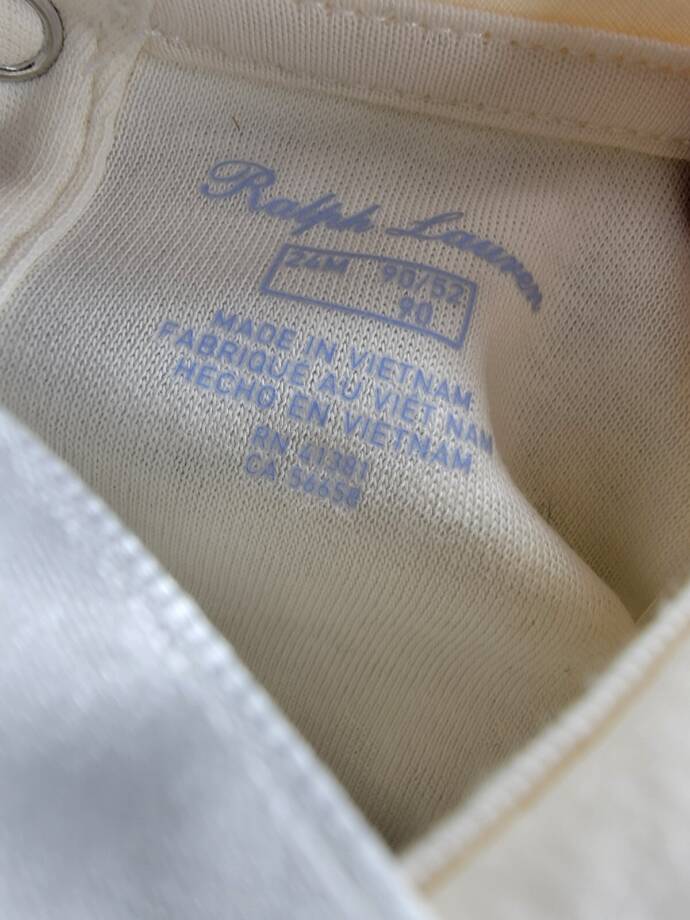 Ralph Lauren
24M 90/52
90
MADE IN VIETNAM
FABRIQUÉ AU VIET NAM
HECHO EN VIETNAM
RN 41381
CA 56658